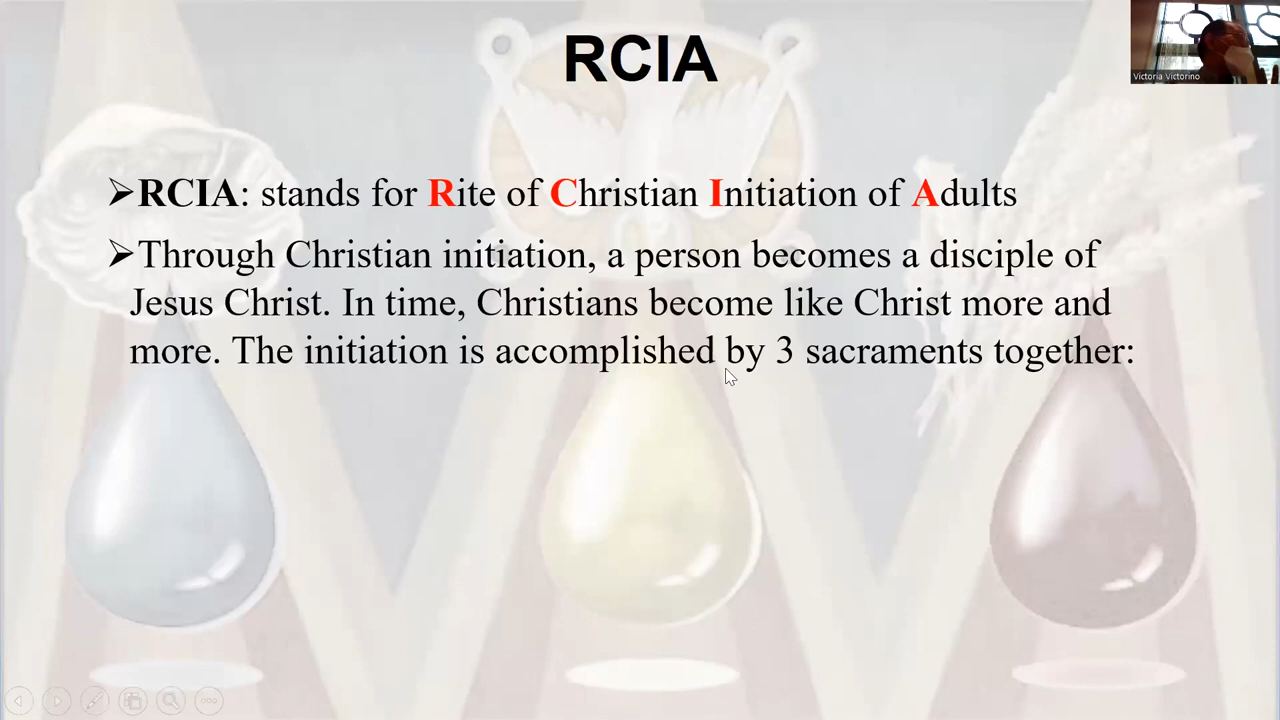 RCIA
Victoria Victorino
➢RCIA: stands for Rite of Christian Initiation of Adults
➢Through Christian initiation, a person becomes a disciple of
Jesus Christ. In time, Christians become like Christ more and
more. The initiation is accomplished by 3 sacraments together: